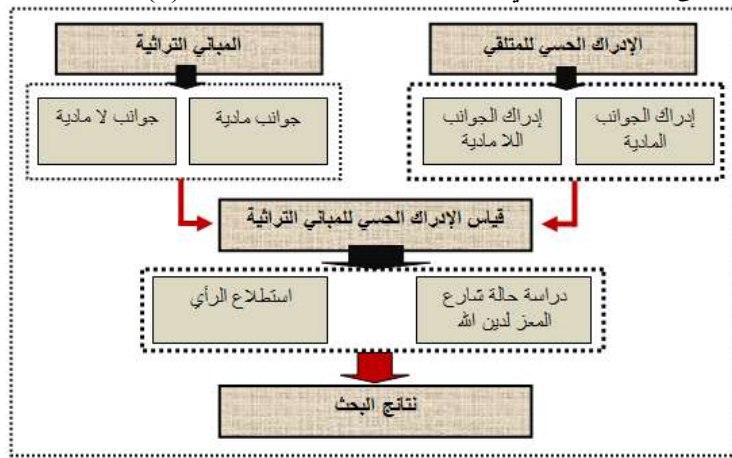 الإدراك الحسي للمتلقي
المباني التراثية
إدراك الجوانب
المادية
إدراك الجوانب
اللا مادية
جوانب مادية
جوانب لا مادية
قياس الإدراك الحسي للمباني التراثية
دراسة حالة شارع
المعز لدين الله
استطلاع الرأي
نتائج البحث